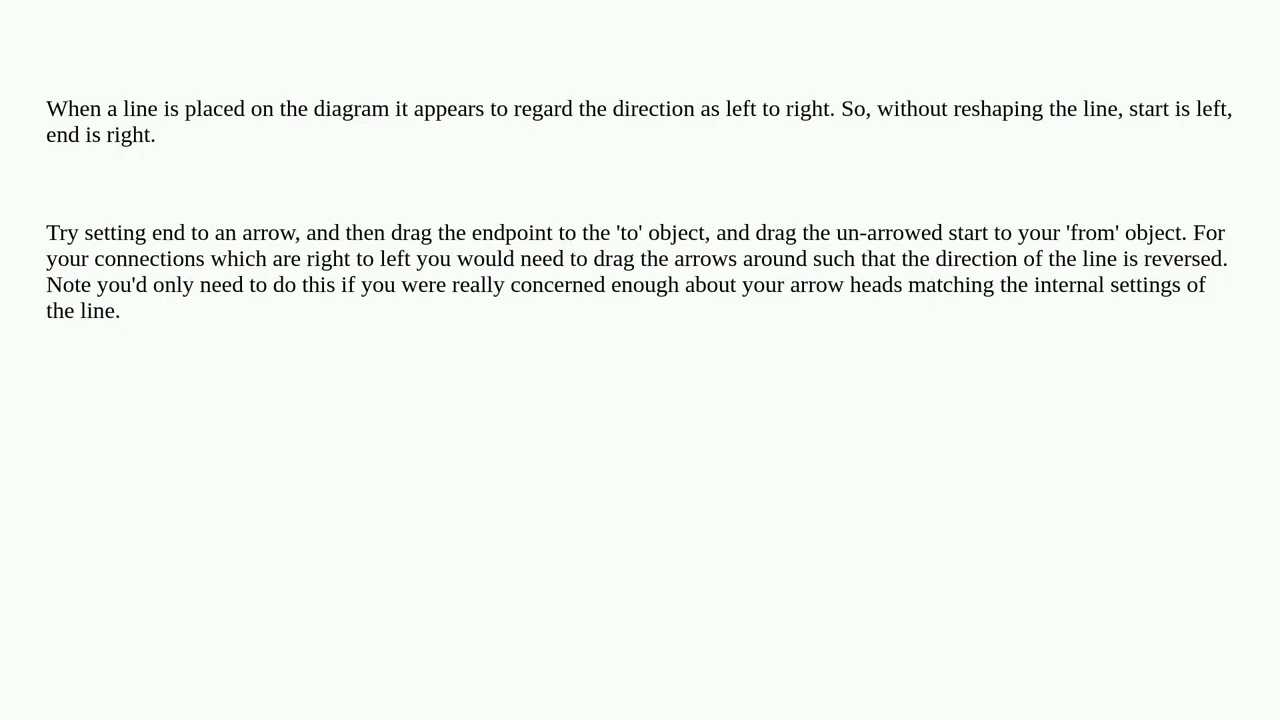 When a line is placed on the diagram it appears to regard the direction as left to right. So, without reshaping the line, start is left,
end is right.
Try setting end to an arrow, and then drag the endpoint to the 'to' object, and drag the un-arrowed start to your 'from' object. For
your connections which are right to left you would need to drag the arrows around such that the direction of the line is reversed.
Note you'd only need to do this if you were really concerned enough about your arrow heads matching the internal settings of
the line.